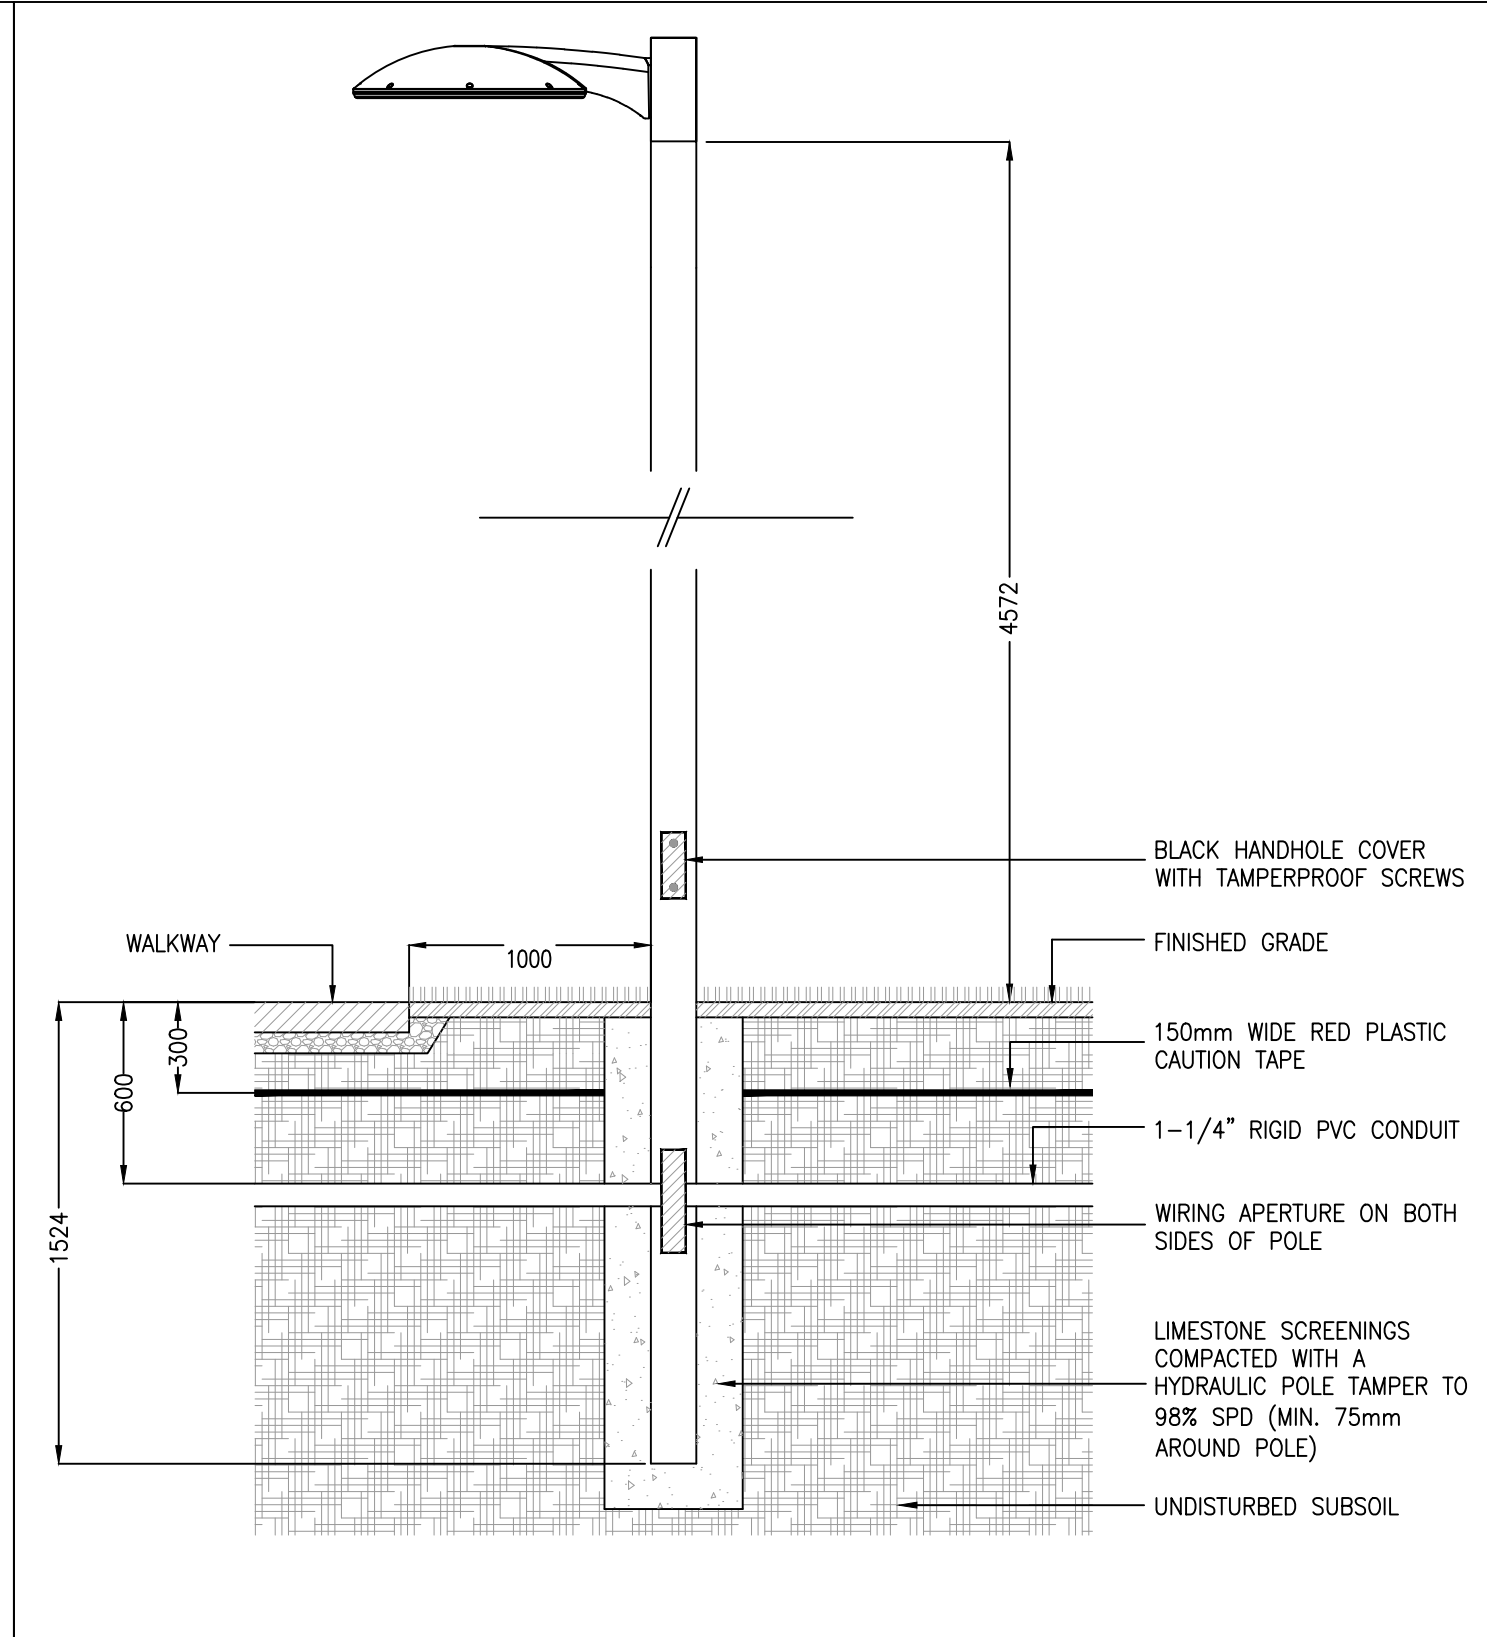 4572
BLACK HANDHOLE COVER
WITH TAMPERPROOF SCREWS
WALKWAY
1000
FINISHED GRADE
300
600
1524
150mm WIDE RED PLASTIC
CAUTION TAPE
1-1/4” RIGID PVC CONDUIT
WIRING APERTURE ON BOTH
SIDES OF POLE
LIMESTONE SCREENINGS
COMPACTED WITH A
HYDRAULIC POLE TAMPER TO
98% SPD (MIN. 75mm
AROUND POLE)
UNDISTURBED SUBSOIL